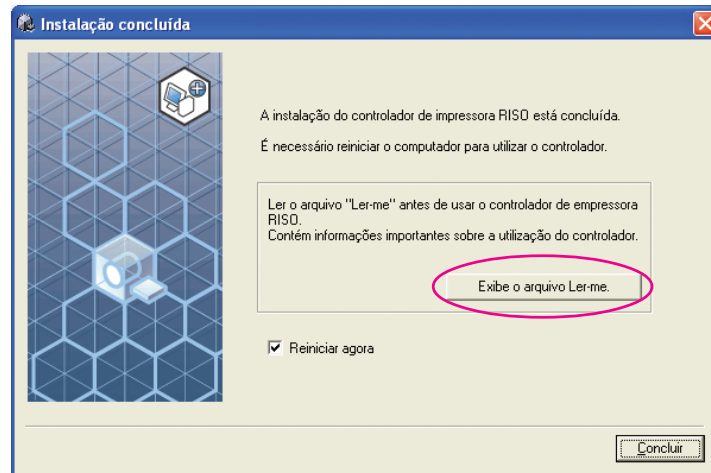 Instalação concluída
A instalação do controlador de impressora RISO está concluída.
É necessário reiniciar o computador para utilizar o controlador.
Ler o arquivo "Ler-me" antes de usar o controlador de empressora
RISO.
Contém informações importantes sobre a utilização do controlador.
Exibe o arquivo Ler-me.
Reiniciar agora
Concluir